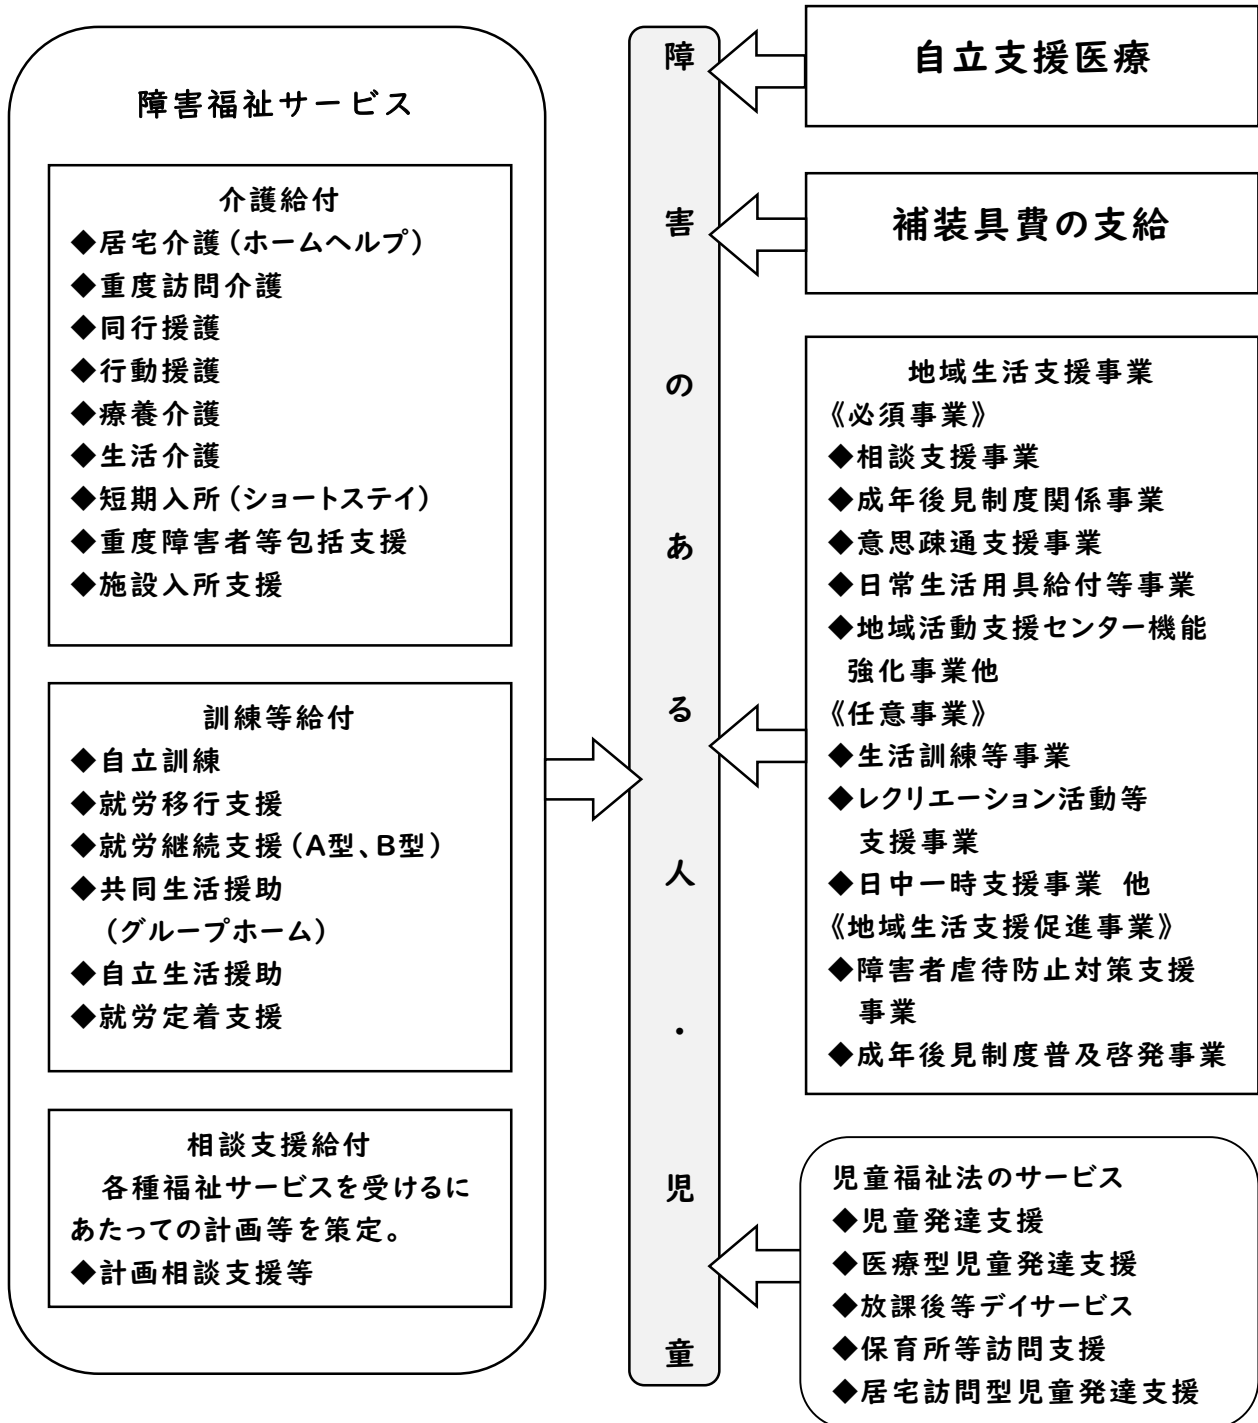 障害福祉サービス
介護給付
◆居宅介護(ホームヘルプ)
◆重度訪問介護
◆同行援護
◆行動援護
◆療養介護
◆生活介護
◆短期入所(ショートステイ)
◆重度障害者等包括支援
◆施設入所支援
訓練等給付
◆自立訓練
◆就労移行支援
◆就労継続支援(A型、B型)
◆共同生活援助
(グループホーム)
◆自立生活援助
◆就労定着支援
相談支援給付
各種福祉サービスを受けるに
あたっての計画等を策定。
◆計画相談支援等
障害のある人・児童
自立支援医療
補装具費の支給
地域生活支援事業
《必須事業》
◆相談支援事業
◆成年後見制度関係事業
◆意思疎通支援事業
◆日常生活用具給付等事業
◆地域活動支援センター機能
強化事業他
《任意事業》
◆生活訓練等事業
◆レクリエーション活動等
支援事業
◆日中一時支援事業 他
《地域生活支援促進事業》
◆障害者虐待防止対策支援
事業
◆成年後見制度普及啓発事業
児童福祉法のサービス
◆児童発達支援
◆医療型児童発達支援
◆放課後等デイサービス
◆保育所等訪問支援
◆居宅訪問型児童発達支援